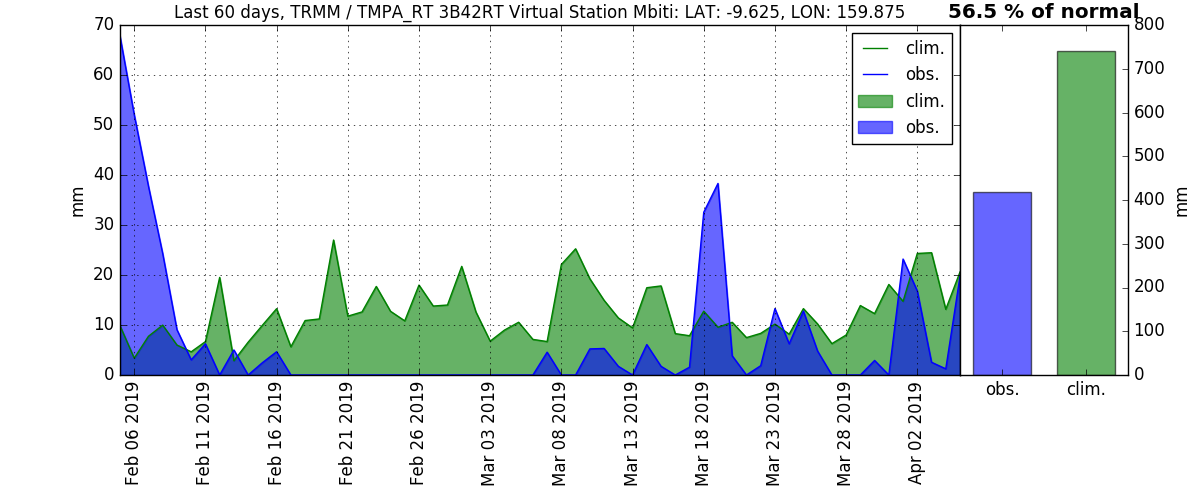 Last 60 days, TRMM / TMPA_RT 3B42RT Virtual Station Mbiti: LAT: -9.625, LON: 159.875
56.5 % of normal
70
60
50
40
30
20
10
0
mm
clim.
obs.
clim.
obs.
800
700
600
500
400
300
200
100
0
mm
Feb 06 2019
Feb 11 2019
Feb 16 2019
Feb 21 2019
Feb 26 2019
Mar 03 2019
Mar 08 2019
Mar 13 2019
Mar 18 2019
Mar 23 2019
Mar 28 2019
Apr 02 2019
obs.
clim.